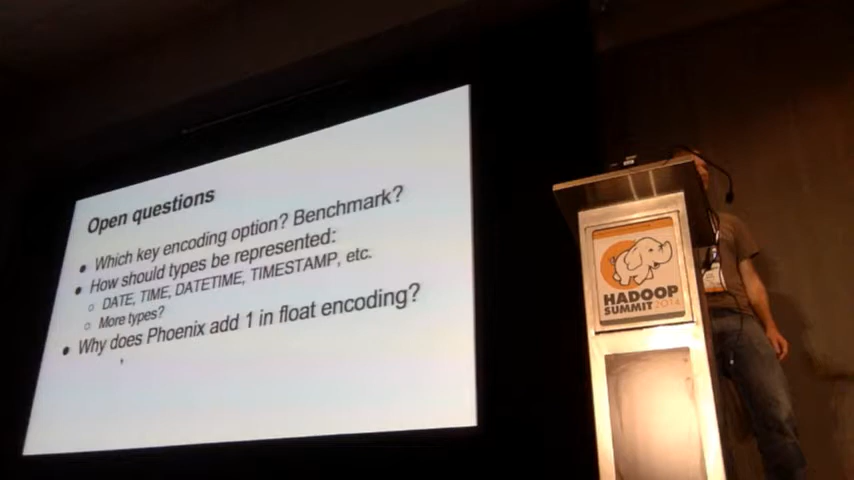 Open questions
● Which key encoding option? Benchmark?
● How should types be represented:
○ DATE, TIME, DATETIME, TIMESTAMP, etc.
○ More types?
● Why does Phoenix add 1 in float encoding?
HADOOP
SUMMIT 2014